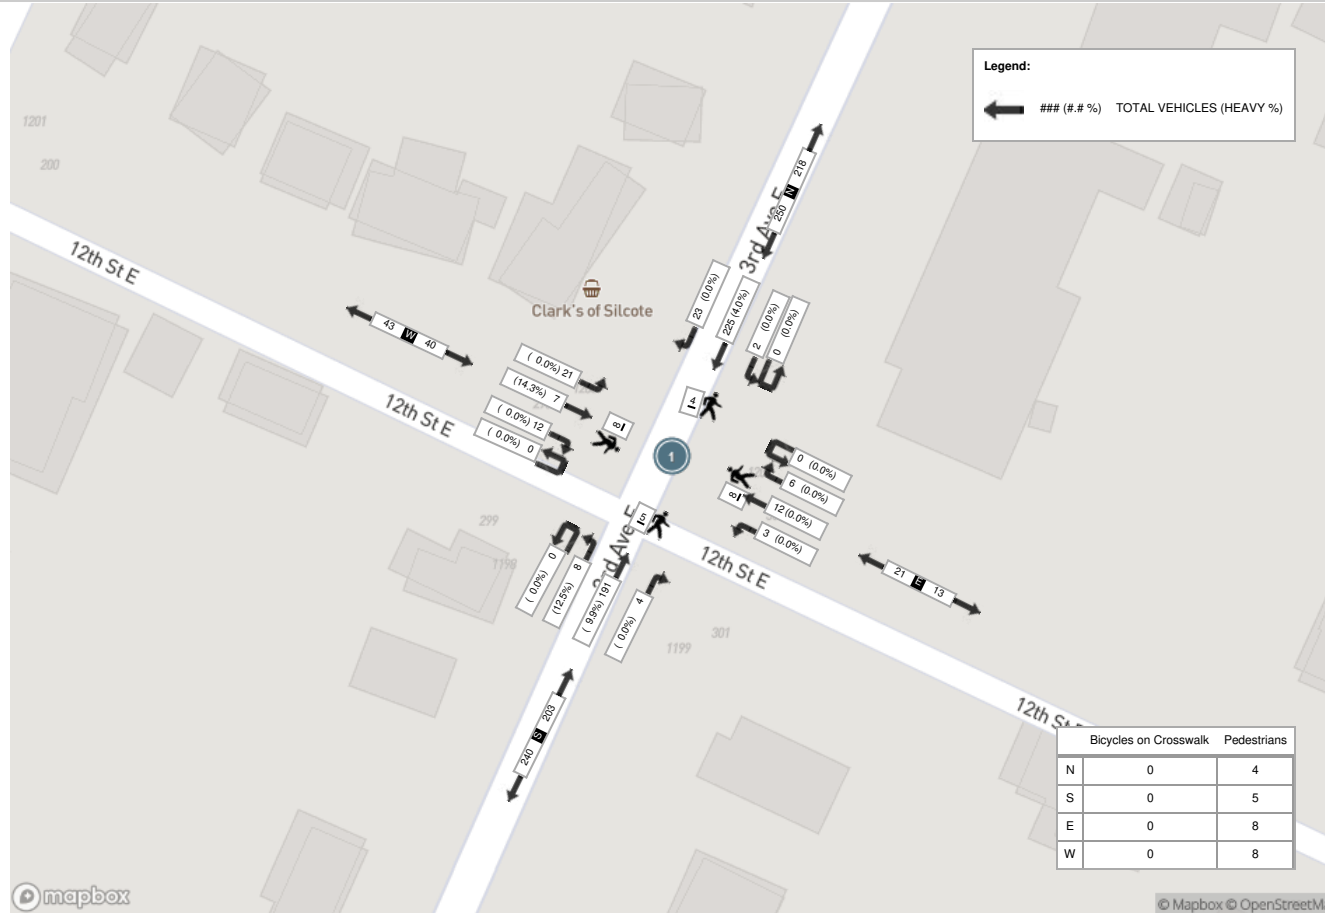 Legend:
### (#.# %) TOTAL VEHICLES (HEAVY %)
1201
200
12th St E
218
N
250
3rd Ave E
23 (0.0%)
225 (4.0%)
2 (0.0%)
0 (0.0%)
Clark's of Silcote
43 W 40
( 0.0%) 21
(14.3%) 7
( 0.0%) 12
( 0.0%) 0
12th St E
4
8
1
0 (0.0%)
6 (0.0%)
12 (0.0%)
3 (0.0%)
8
5
299
1198
3rd Ave E
12th St E
21 E 13
( 0.0%) 0
(12.5%) 8
( 9.9%) 191
( 0.0%) 4
301
1199
240 S 203
12th St E
Bicycles on Crosswalk Pedestrians
N 0 4
S 0 5
E 0 8
W 0 8
mapbox
© Mapbox © OpenStreetM